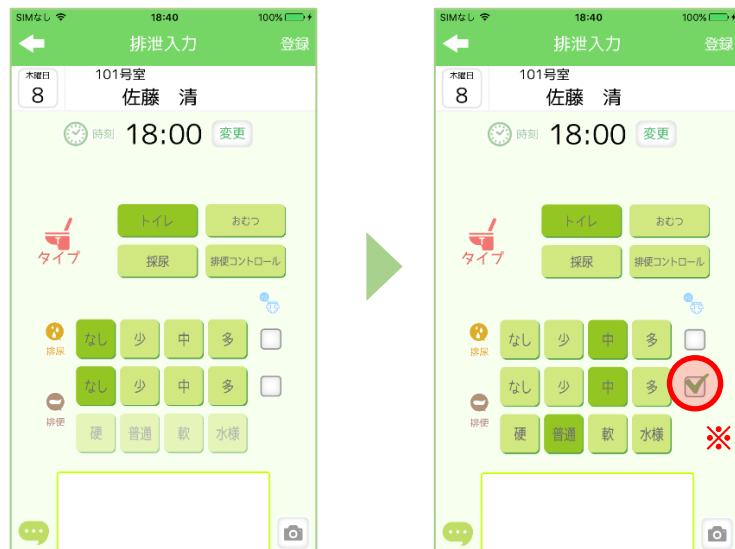 SIMなし 18:40 100%
排泄入力 登録
木曜日
8
101号室
佐藤 清
時刻 18:00 変更
トイレ おむつ
タイプ
採尿 排便コントロール
なし 少 中 多
排尿
なし 少 中 多
排便
硬 普通 軟 水様
SIMなし 18:40 100%
排泄入力 登録
木曜日
8
101号室
佐藤 清
時刻 18:00 変更
トイレ おむつ
タイプ
採尿 排便コントロール
なし 少 中 多
排尿
なし 少 中 多
排便
硬 普通 軟 水様 ※